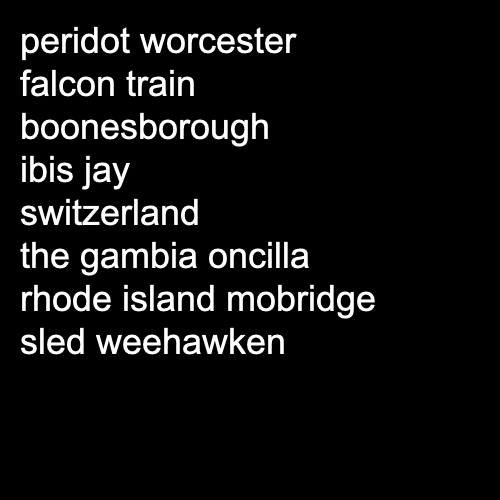 peridot worcester
falcon train
boonesborough
ibis jay
switzerland
the gambia oncilla
rhode island mobridge
sled weehawken